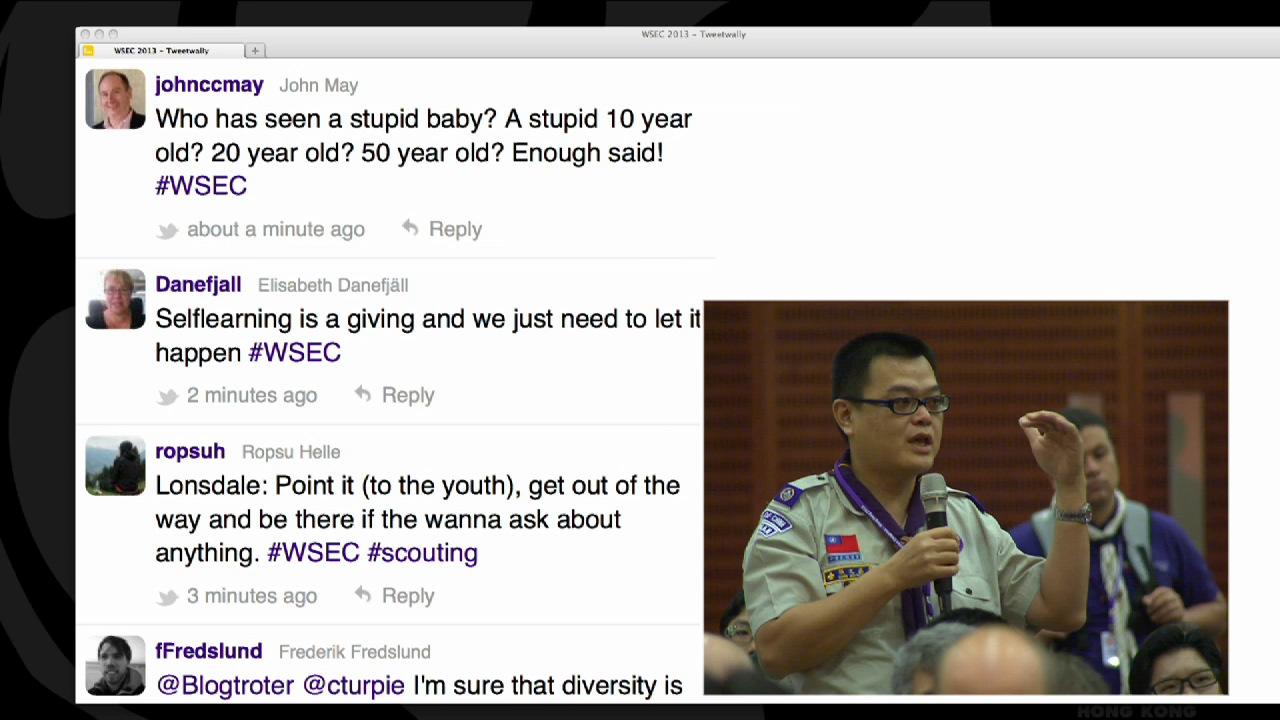 WSEC 2013 – Tweetwally
WSEC 2013 – Tweetwally
johnccmay John May
Who has seen a stupid baby? A stupid 10 year
old? 20 year old? 50 year old? Enough said!
#WSEC
about a minute ago Reply
Danefjall Elisabeth Danefjäll
Selflearning is a giving and we just need to let it
happen #WSEC
2 minutes ago Reply
ropsuh Ropsu Helle
Lonsdale: Point it (to the youth), get out of the
way and be there if the wanna ask about
anything. #WSEC #scouting
3 minutes ago Reply
fFredslund Frederik Fredslund
@Blogtroter @cturpie I'm sure that diversity is
HONG KONG